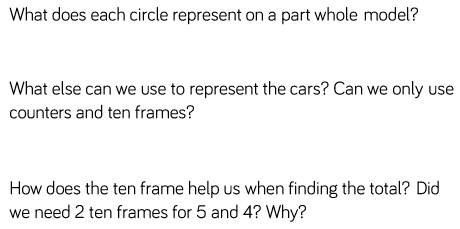 What does each circle represent on a part whole model?
What else can we use to represent the cars? Can we only use
counters and ten frames?
How does the ten frame help us when finding the total? Did
we need 2 ten frames for 5 and 4? Why?